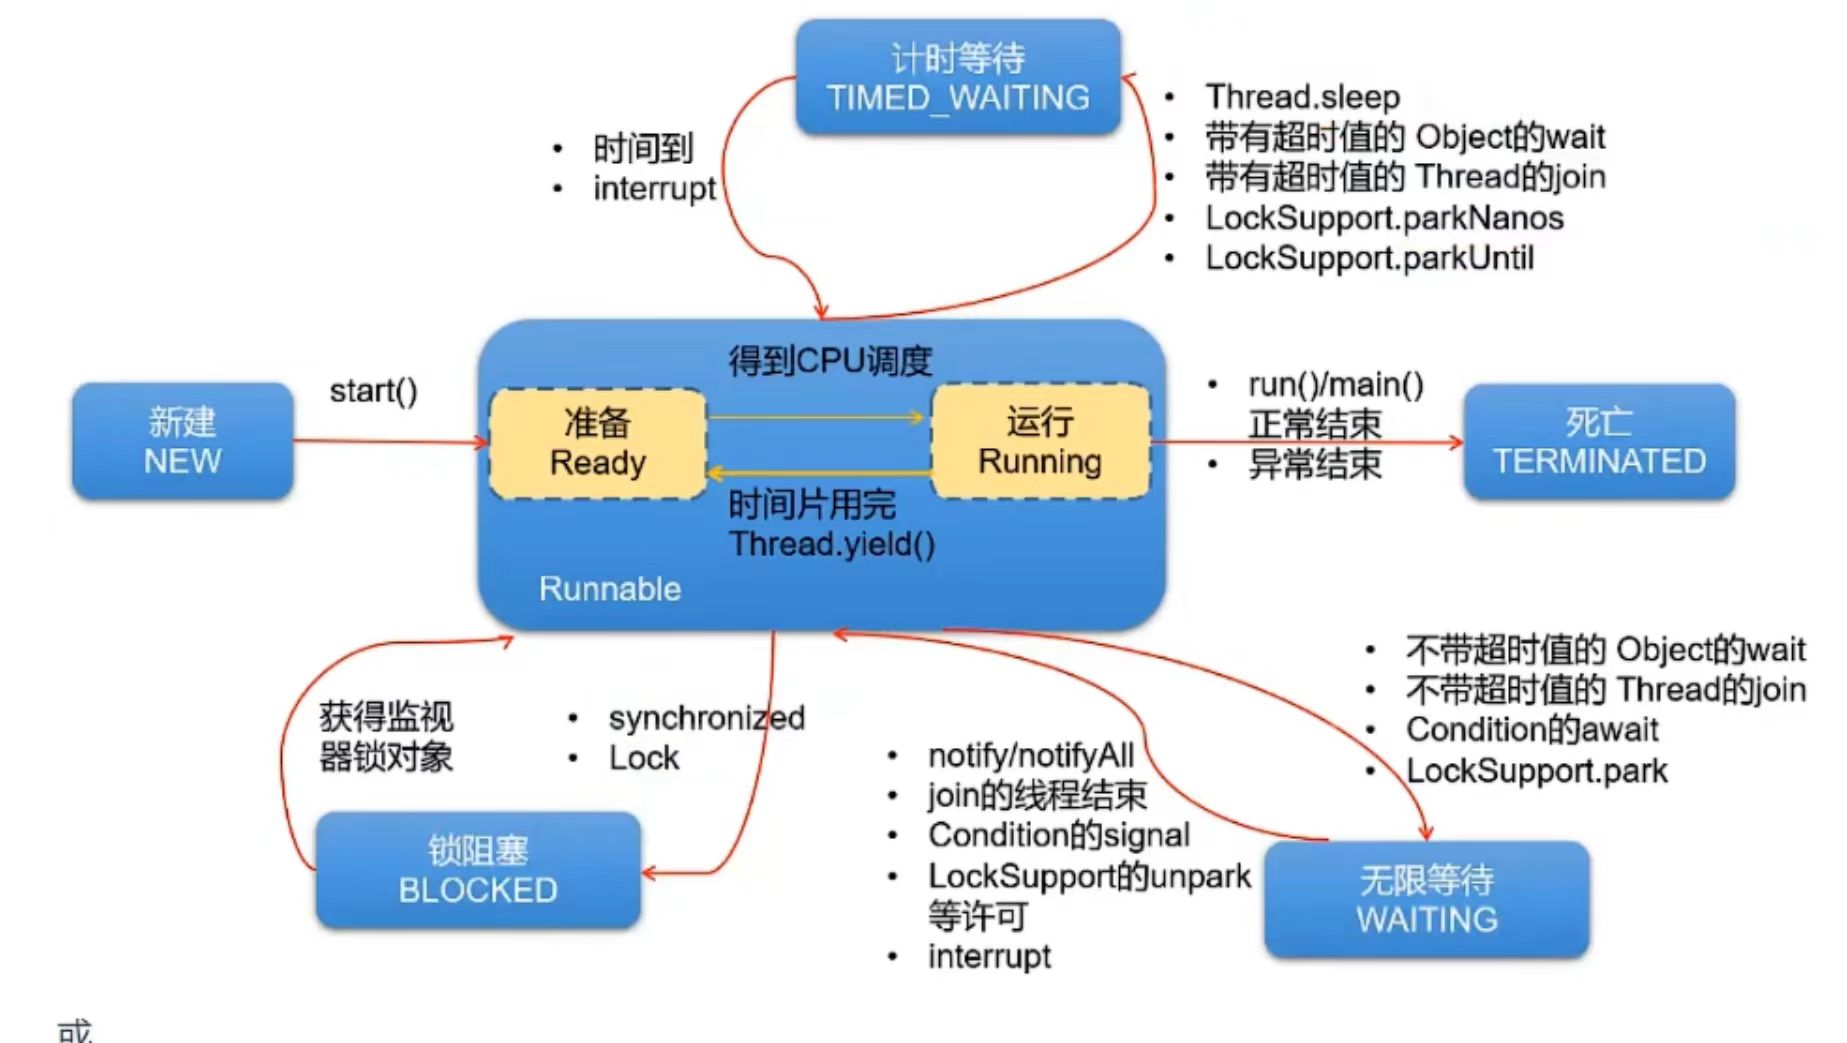 计时等待
TIMED_WAITING
• 时间到
• interrupt
• Thread.sleep
• 带有超时值的 Object的wait
• 带有超时值的 Thread的join
• LockSupport.parkNanos
• LockSupport.parkUntil
新建
NEW
start()
得到CPU调度
准备
Ready
运行
Running
时间片用完
Thread.yield()
Runnable
• run()/main()
正常结束
• 异常结束
死亡
TERMINATED
获得监视
器锁对象
• synchronized
• Lock
锁阻塞
BLOCKED
• notify/notifyAll
• join的线程结束
• Condition的signal
• LockSupport的unpark
等许可
• interrupt
• 不带超时值的 Object的wait
• 不带超时值的 Thread的join
• Condition的await
• LockSupport.park
无限等待
WAITING
或